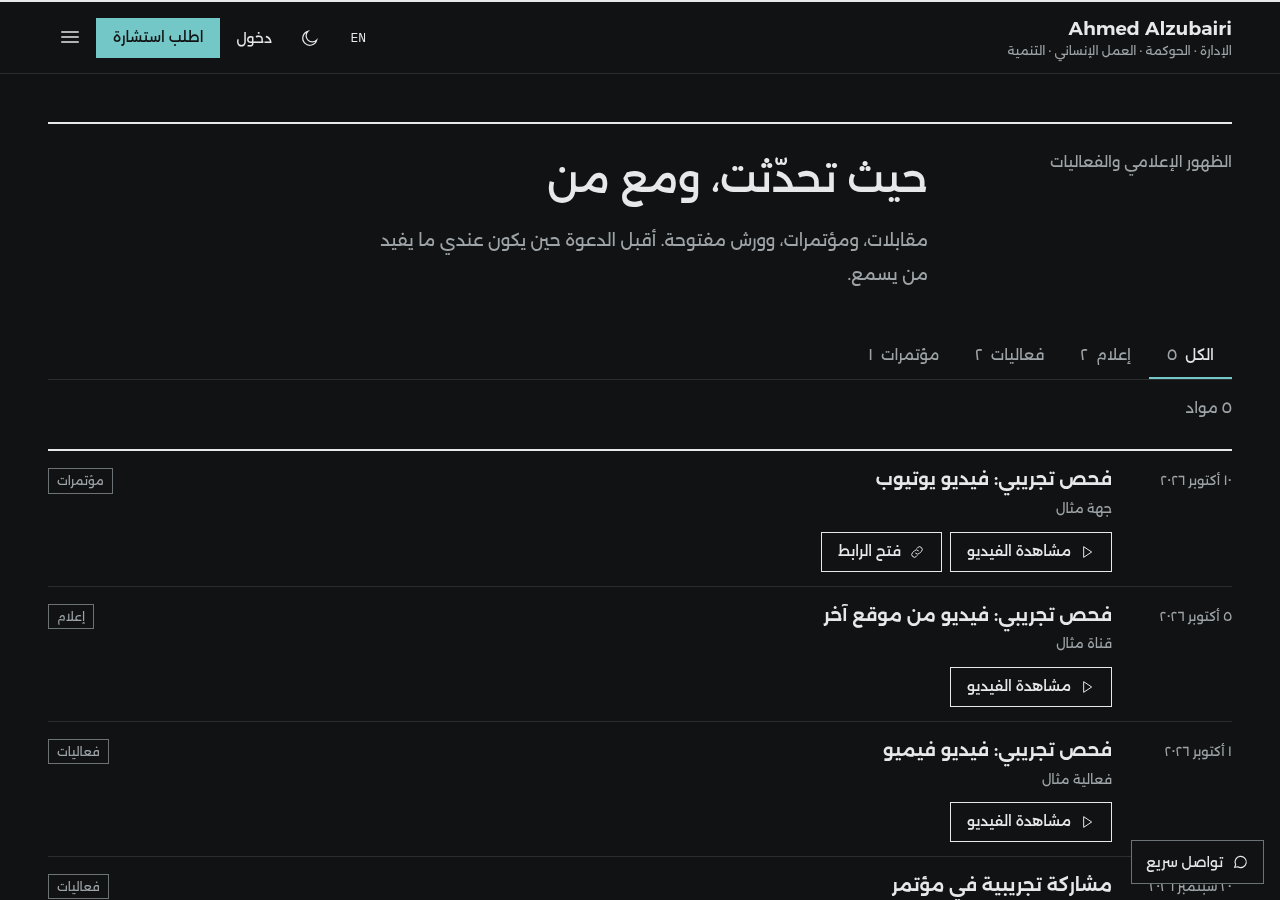 Ahmed Alzubairi
الإدارة · الحوكمة · العمل الإنساني · التنمية
EN
دخول
اطلب استشارة
الظهور الإعلامي والفعاليات
حيث تحدّثت، ومع من
مقابلات، ومؤتمرات، وورش مفتوحة. أقبل الدعوة حين يكون عندي ما يفيد
من يسمع.
الكل ٥
إعلام ٢
فعاليات ٢
مؤتمرات ١
٥ مواد
١٠ أكتوبر ٢٠٢٦
فحص تجريبي: فيديو يوتيوب
مؤتمرات
جهة مثال
مشاهدة الفيديو
فتح الرابط
٥ أكتوبر ٢٠٢٦
فحص تجريبي: فيديو من موقع آخر
إعلام
قناة مثال
مشاهدة الفيديو
١ أكتوبر ٢٠٢٦
فحص تجريبي: فيديو فيميو
فعاليات
فعالية مثال
مشاهدة الفيديو
تواصل سريع
سبتمبر
مشاركة تجريبية في مؤتمر
فعاليات